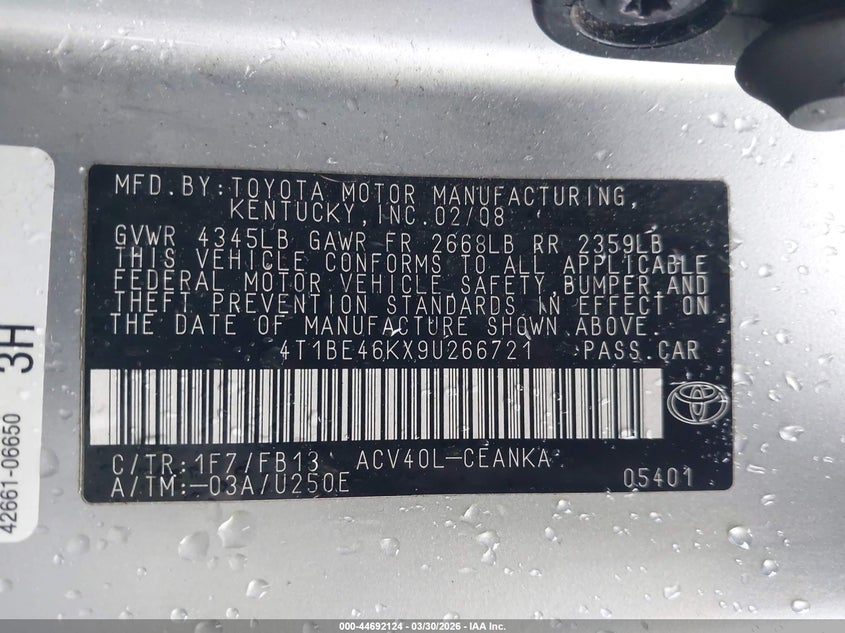 MFD.BY:TOYOTA MOTOR MANUFACTURING,
KENTUCKY,INC.02/08
GVWR 4345LB GAWR FR 2668LB RR 2359LB
THIS VEHICLE CONFORMS TO ALL APPLICABLE
FEDERAL MOTOR VEHICLE SAFETY,BUMPER,AND
THEFT PREVENTION STANDARDS IN EFFECT ON
THE DATE OF MANUFACTURE SHOWN ABOVE.
4T1BE46KX9U266721 PASS.CAR
C/TR:1F7/FB13 ACV40L-CEANKA
A/TM:-03A/U250E 05401
3H
42661-06650
000-44692124 - 03/30/2026 - IAA Inc.